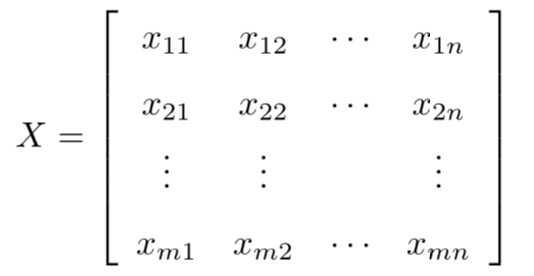 X = [ x₁₁ x₁₂ ⋯ x₁ₙ
x₂₁ x₂₂ ⋯ x₂ₙ
⋮ ⋮ ⋮
xₘ₁ xₘ₂ ⋯ xₘₙ ]